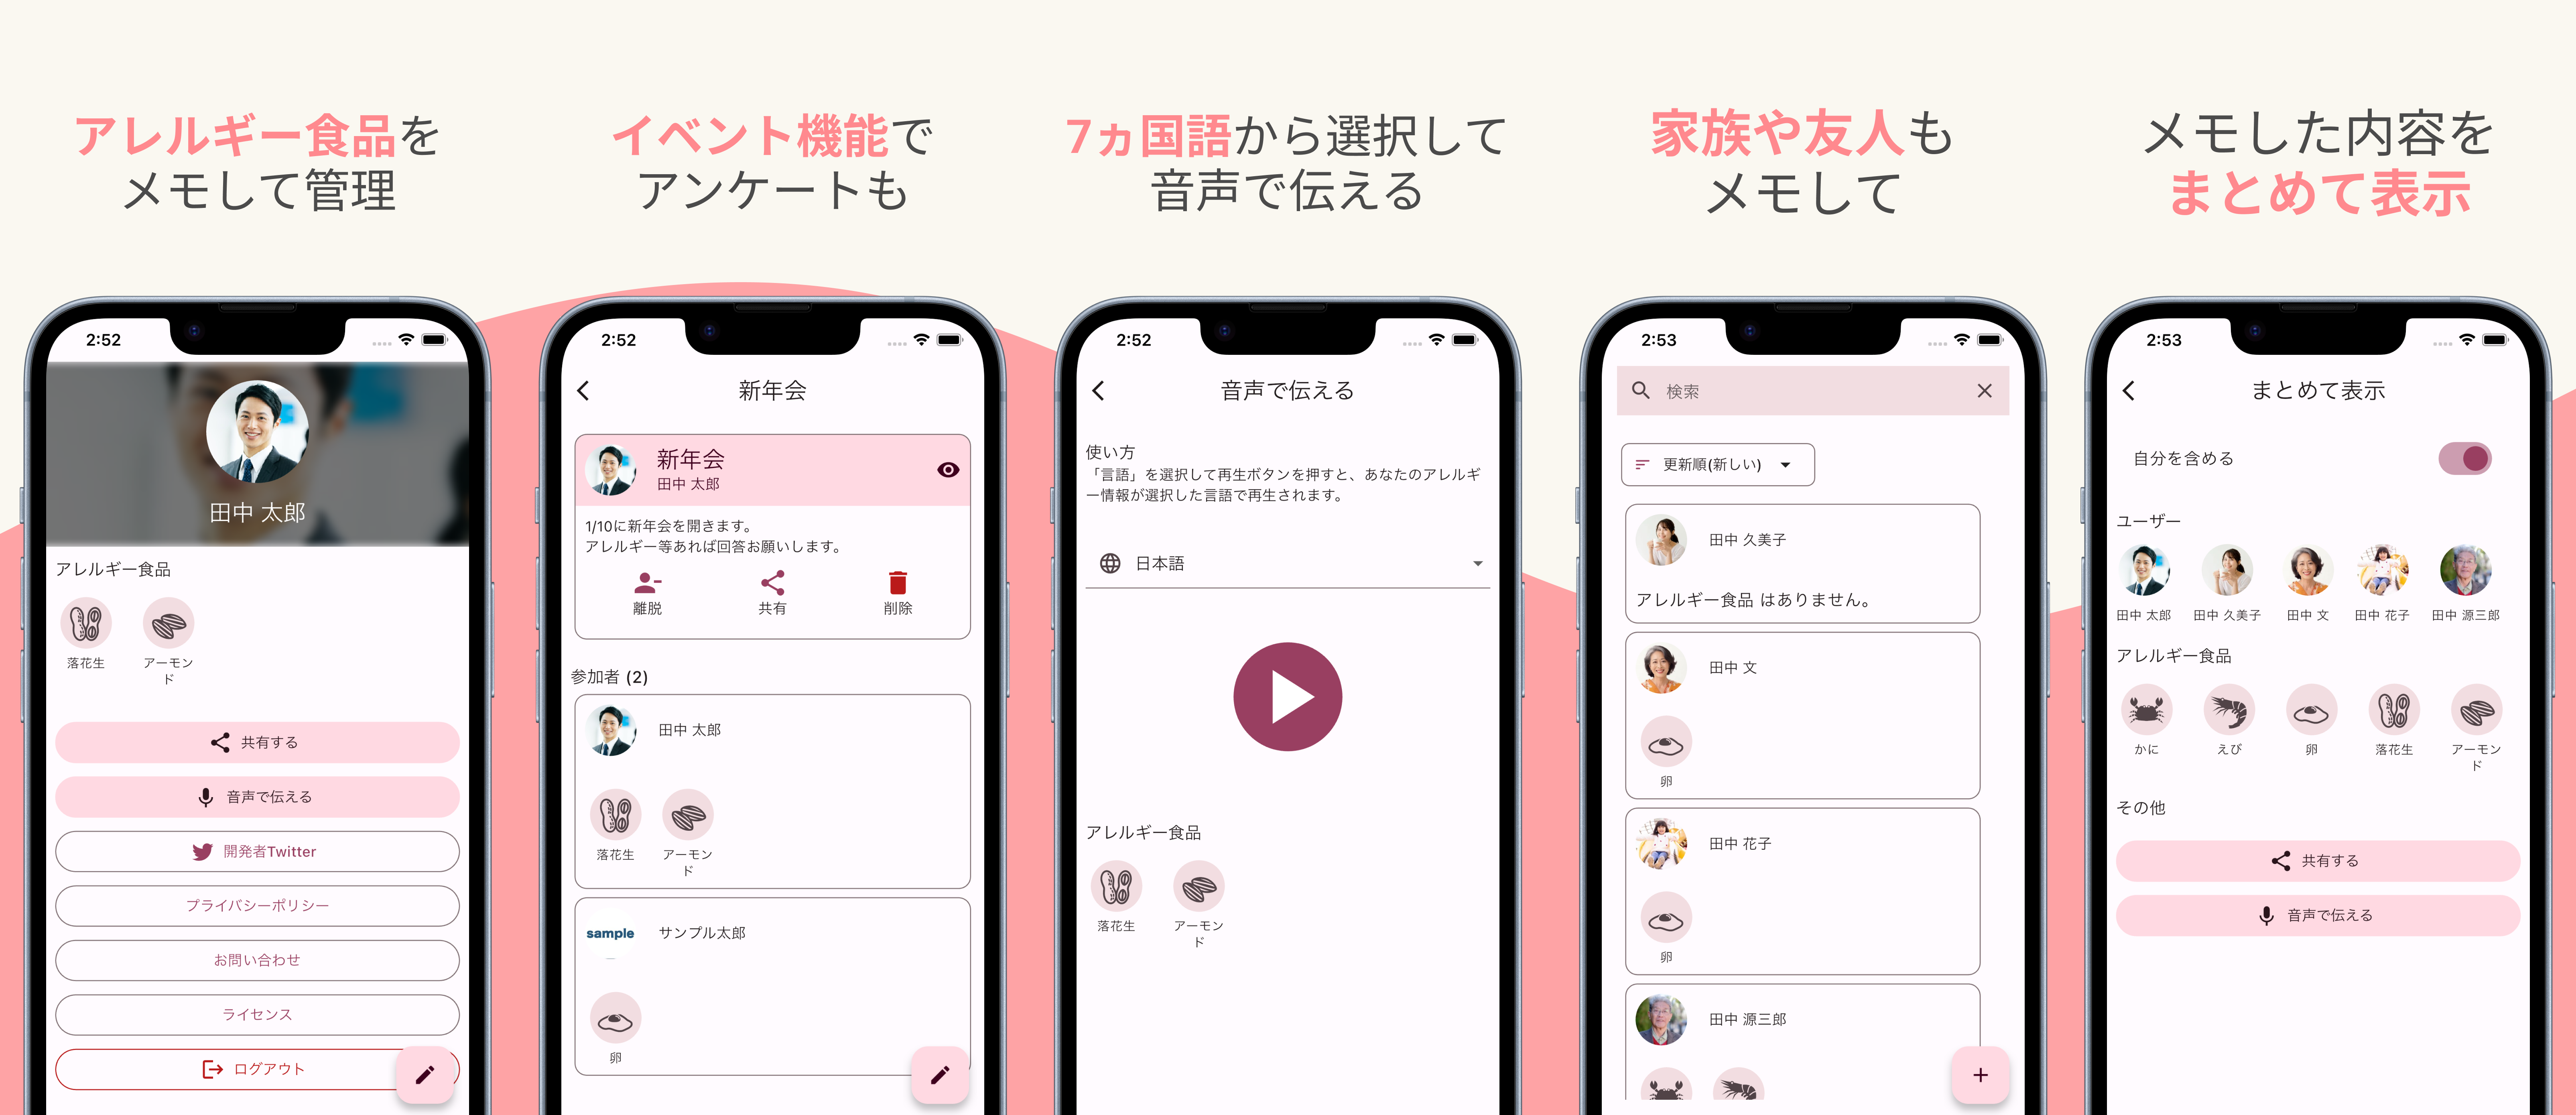 アレルギー食品を
メモして管理
2:52
田中 太郎
アレルギー食品
落花生
アーモン
ド
共有する
音声で伝える
開発者Twitter
プライバシーポリシー
お問い合わせ
ライセンス
ログアウト
イベント機能で
アンケートも
2:52
新年会
新年会
田中 太郎
1/10に新年会を開きます。
アレルギー等あれば回答お願いします。
離脱
共有
削除
参加者 (2)
田中 太郎
落花生
アーモン
ド
sample
サンプル太郎
卵
7ヵ国語から選択して
音声で伝える
2:52
音声で伝える
使い方
「言語」を選択して再生ボタンを押すと、あなたのアレルギ
ー情報が選択した言語で再生されます。
日本語
アレルギー食品
落花生
アーモン
ド
家族や友人も
メモして
2:53
検索
更新順(新しい)
田中 久美子
アレルギー食品 はありません。
田中 文
卵
田中 花子
卵
田中 源三郎
メモした内容を
まとめて表示
2:53
まとめて表示
自分を含める
ユーザー
田中 太郎
田中 久美子
田中 文
田中 花子
田中 源三郎
アレルギー食品
かに
えび
卵
落花生
アーモン
ド
その他
共有する
音声で伝える